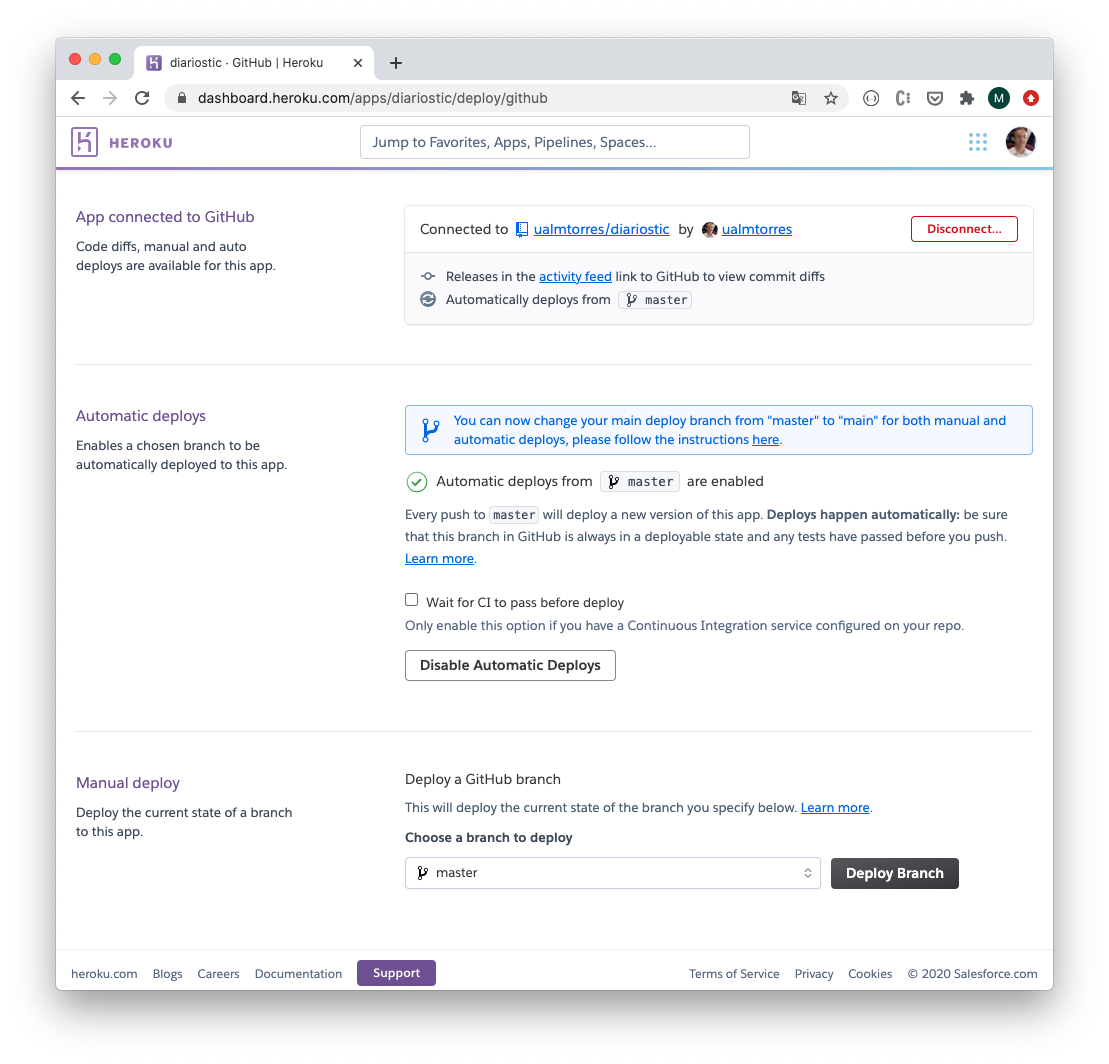 diariostic · GitHub | Heroku
dashboard.heroku.com/apps/diariostic/deploy/github
M
HEROKU
Jump to Favorites, Apps, Pipelines, Spaces...
App connected to GitHub
Code diffs, manual and auto
deploys are available for this app.
Connected to ualmtorres/diariostic by ualmtorres
Disconnect...
Releases in the activity feed link to GitHub to view commit diffs
Automatically deploys from master
Automatic deploys
Enables a chosen branch to be
automatically deployed to this app.
You can now change your main deploy branch from "master" to "main" for both manual and
automatic deploys, please follow the instructions here.
Automatic deploys from master are enabled
Every push to master will deploy a new version of this app. Deploys happen automatically: be sure
that this branch in GitHub is always in a deployable state and any tests have passed before you push.
Learn more.
Wait for CI to pass before deploy
Only enable this option if you have a Continuous Integration service configured on your repo.
Disable Automatic Deploys
Manual deploy
Deploy the current state of a branch
to this app.
Deploy a GitHub branch
This will deploy the current state of the branch you specify below. Learn more.
Choose a branch to deploy
master
Deploy Branch
heroku.com Blogs Careers Documentation Support Terms of Service Privacy Cookies © 2020 Salesforce.com